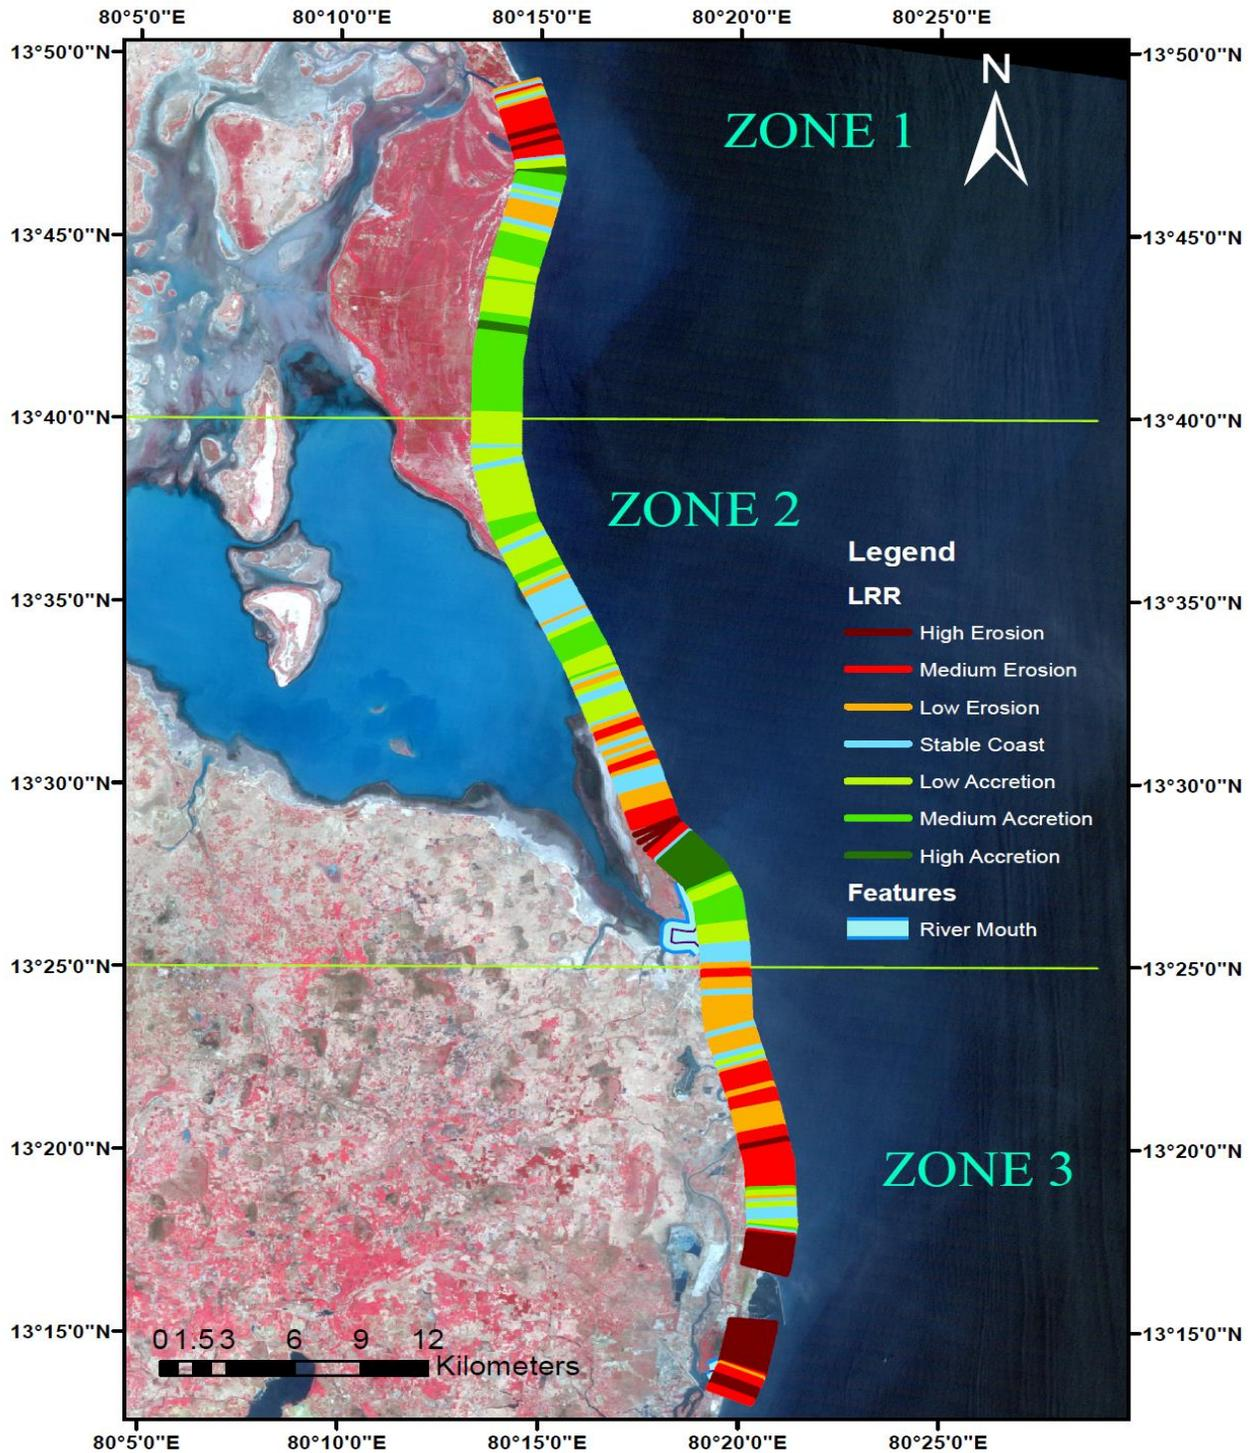 80°5'0"E 80°10'0"E 80°15'0"E 80°20'0"E 80°25'0"E
13°50'0"N 13°50'0"N
N
ZONE 1
13°45'0"N 13°45'0"N
13°40'0"N 13°40'0"N
ZONE 2
Legend
LRR
13°35'0"N 13°35'0"N
High Erosion
Medium Erosion
Low Erosion
Stable Coast
Low Accretion
13°30'0"N 13°30'0"N
Medium Accretion
High Accretion
Features
River Mouth
13°25'0"N 13°25'0"N
13°20'0"N 13°20'0"N
ZONE 3
13°15'0"N 13°15'0"N
0 1.5 3 6 9 12
Kilometers
80°5'0"E 80°10'0"E 80°15'0"E 80°20'0"E 80°25'0"E